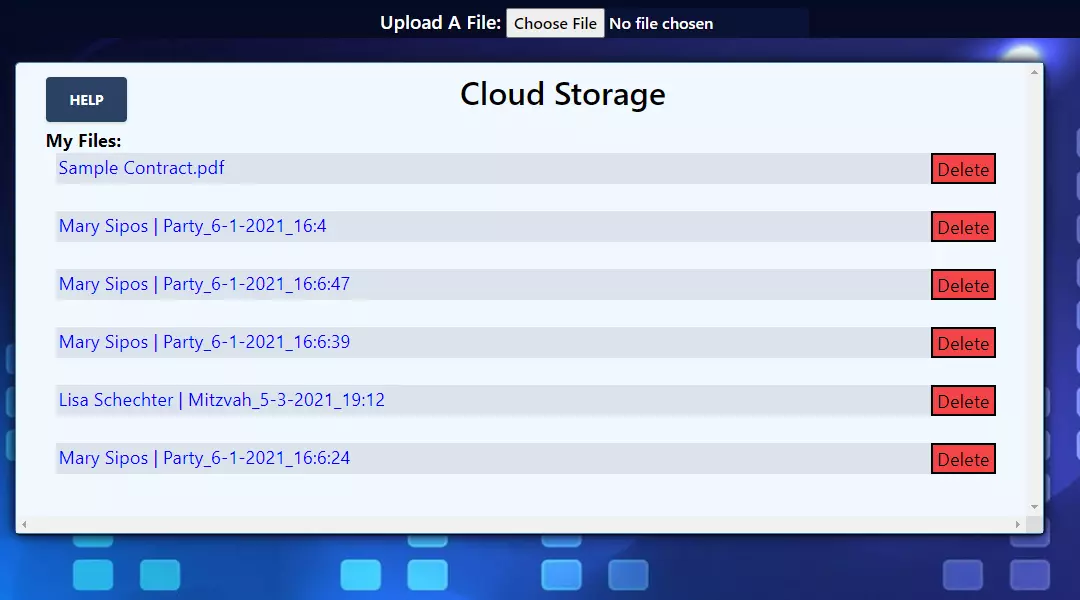 Upload A File: Choose File No file chosen
HELP
Cloud Storage
My Files:
Sample Contract.pdf Delete
Mary Sipos | Party_6-1-2021_16:4 Delete
Mary Sipos | Party_6-1-2021_16:6:47 Delete
Mary Sipos | Party_6-1-2021_16:6:39 Delete
Lisa Schechter | Mitzvah_5-3-2021_19:12 Delete
Mary Sipos | Party_6-1-2021_16:6:24 Delete